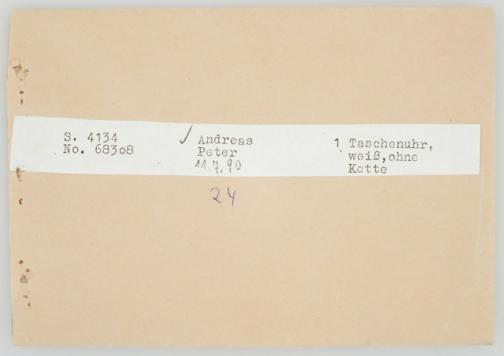 S. 4134
No. 68308
✓ Andreas
Peter
11.7.90
24
1 Taschenuhr,
weiß,ohne
Kette